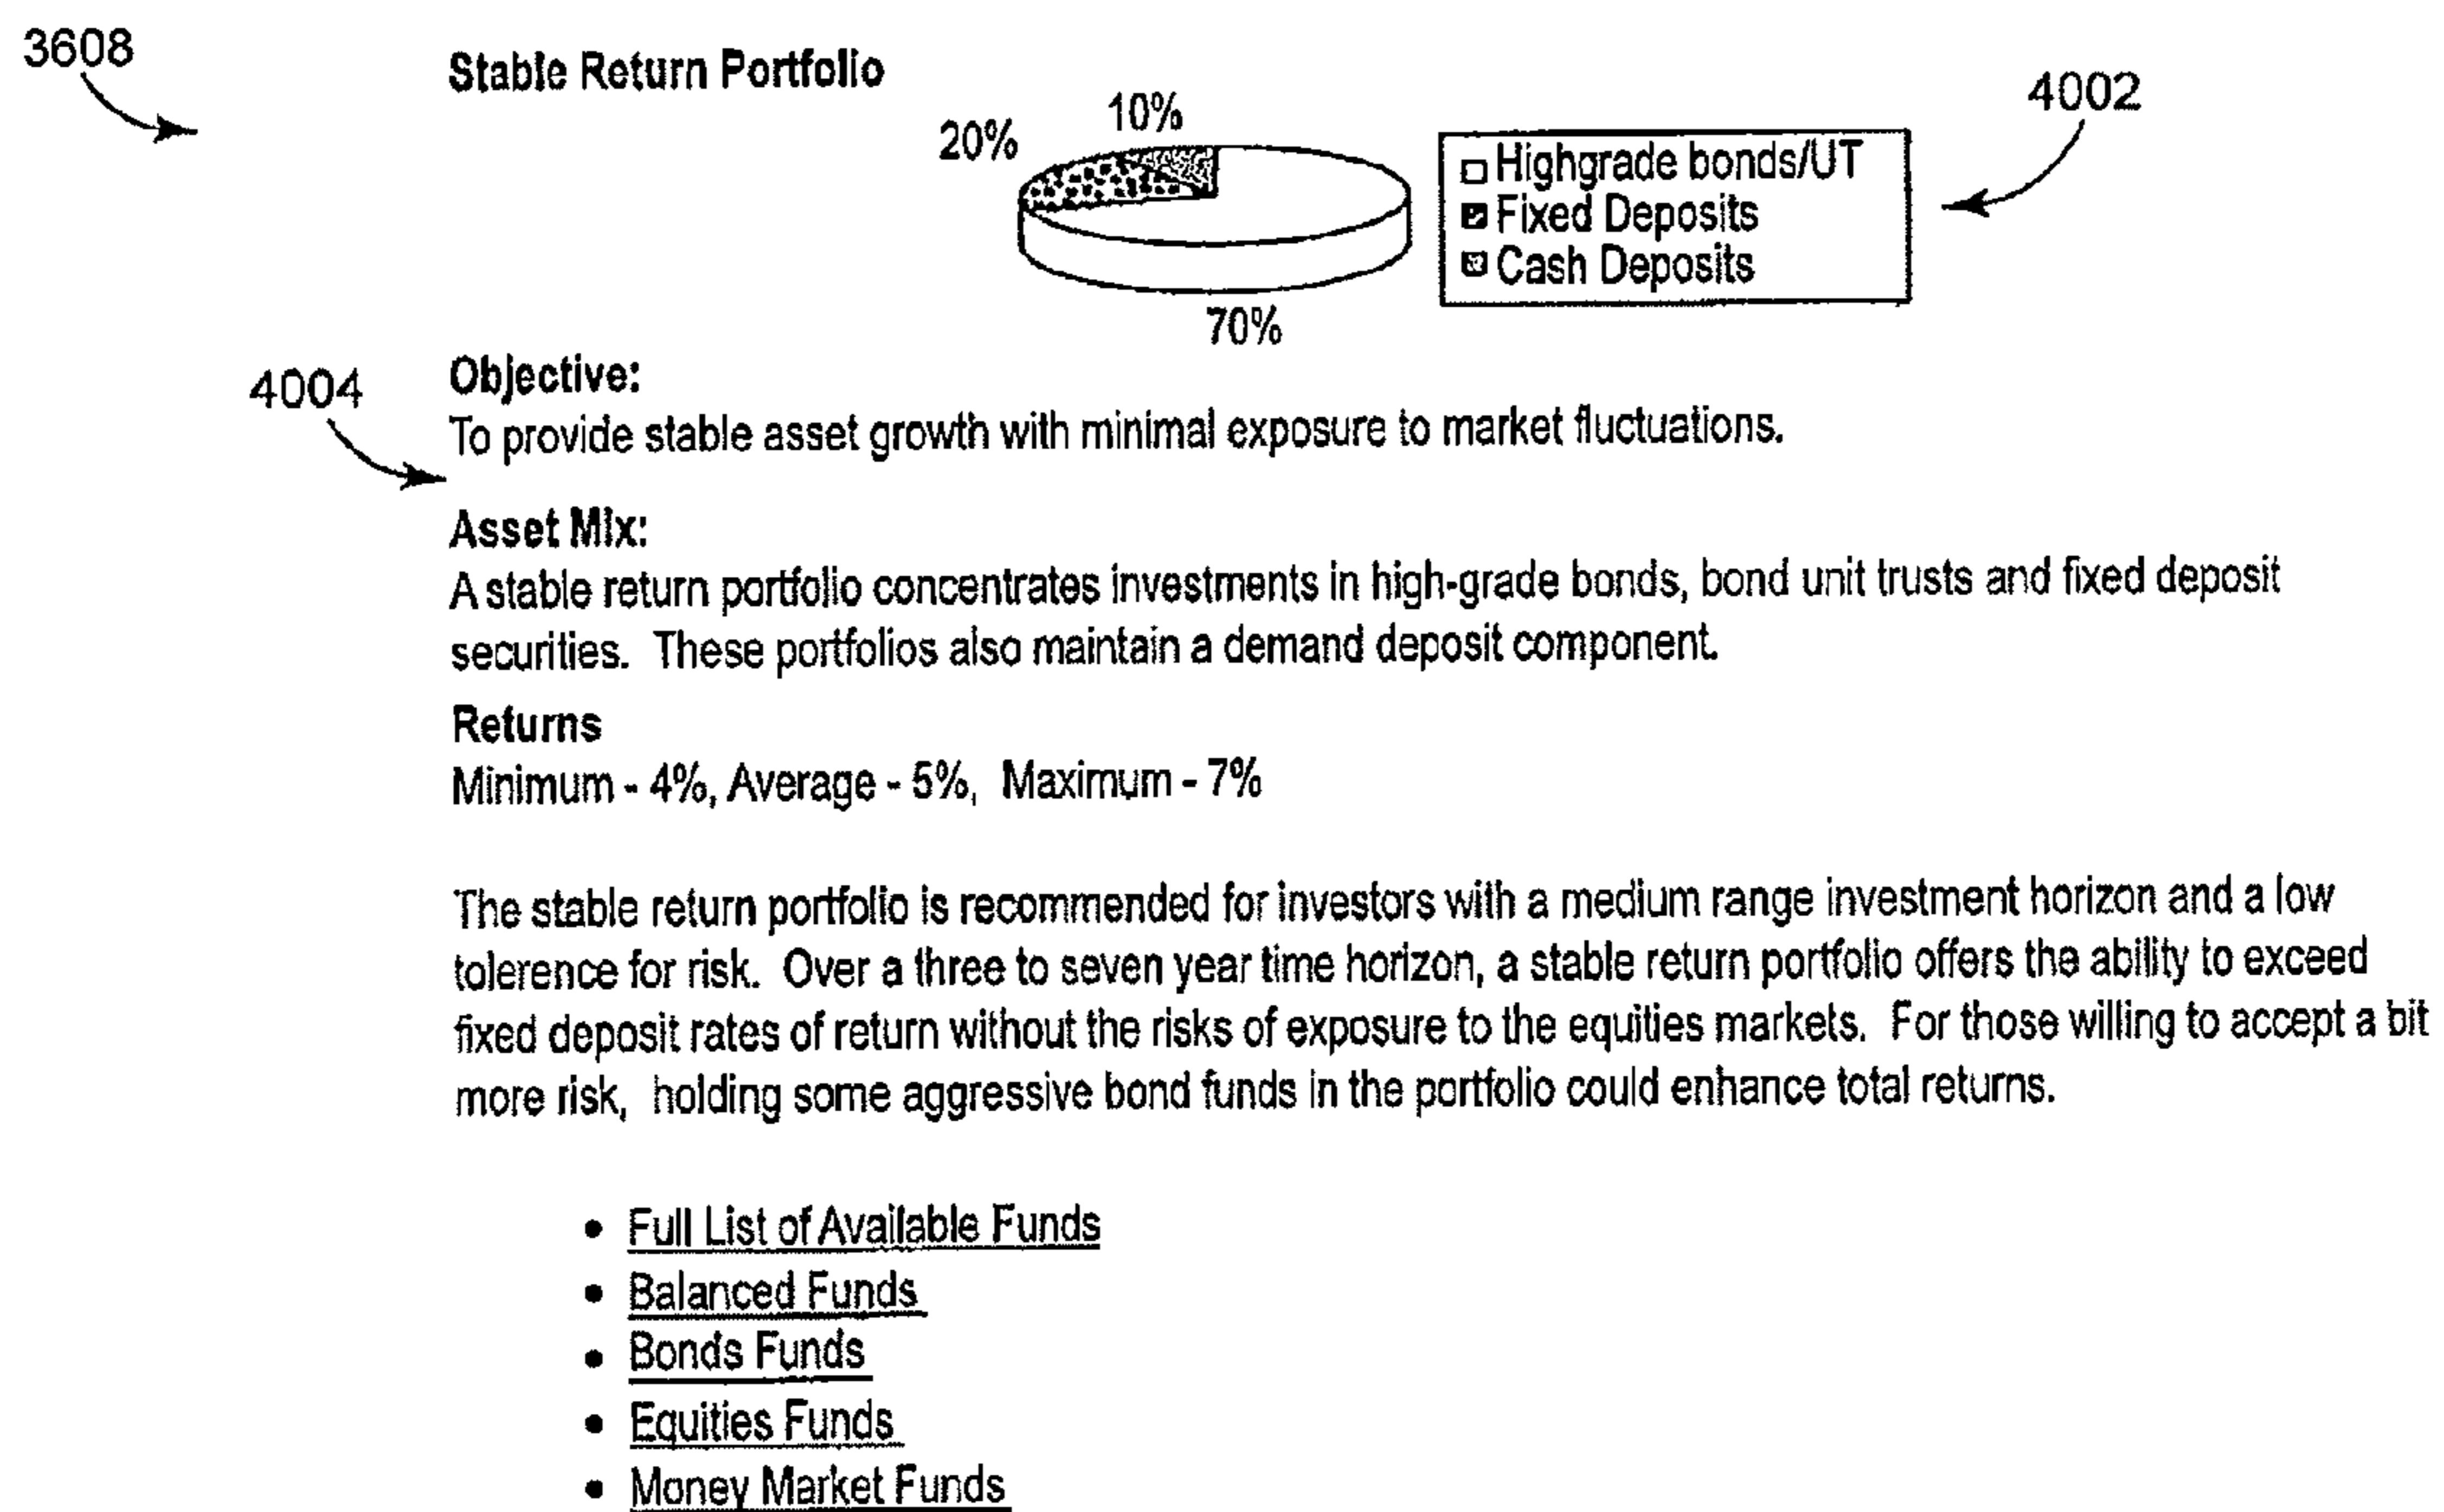 3608
Stable Return Portfolio
4002
20%
10%
Highgrade bonds/UT
Fixed Deposits
Cash Deposits
70%
4004
Objective:
To provide stable asset growth with minimal exposure to market fluctuations.
Asset Mix:
A stable return portfolio concentrates investments in high-grade bonds, bond unit trusts and fixed deposit
securities. These portfolios also maintain a demand deposit component.
Returns
Minimum - 4%, Average - 5%, Maximum - 7%
The stable return portfolio is recommended for investors with a medium range investment horizon and a low
tolerence for risk. Over a three to seven year time horizon, a stable return portfolio offers the ability to exceed
fixed deposit rates of return without the risks of exposure to the equities markets. For those willing to accept a bit
more risk, holding some aggressive bond funds in the portfolio could enhance total returns.
• Full List of Available Funds
• Balanced Funds
• Bonds Funds
• Equities Funds
• Money Market Funds